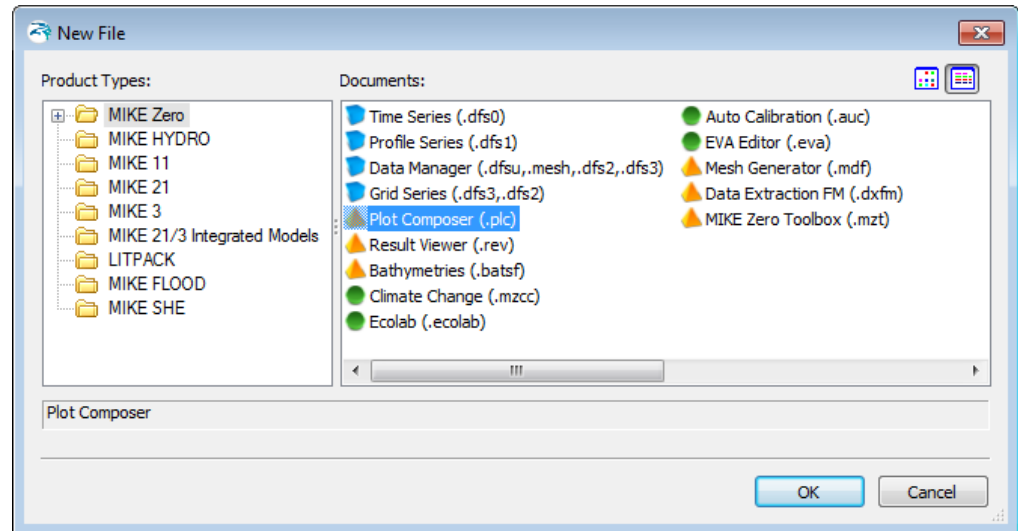 New File
Product Types:
MIKE Zero
MIKE HYDRO
MIKE 11
MIKE 21
MIKE 3
MIKE 21/3 Integrated Models
LITPACK
MIKE FLOOD
MIKE SHE
Documents:
Time Series (.dfs0)
Profile Series (.dfs1)
Data Manager (.dfsu,.mesh,.dfs2,.dfs3)
Grid Series (.dfs3,.dfs2)
Plot Composer (.plc)
Result Viewer (.rev)
Bathymetries (.batsf)
Climate Change (.mzcc)
Ecolab (.ecolab)
Auto Calibration (.auc)
EVA Editor (.eva)
Mesh Generator (.mdf)
Data Extraction FM (.dxfm)
MIKE Zero Toolbox (.mzt)
Plot Composer
OK
Cancel